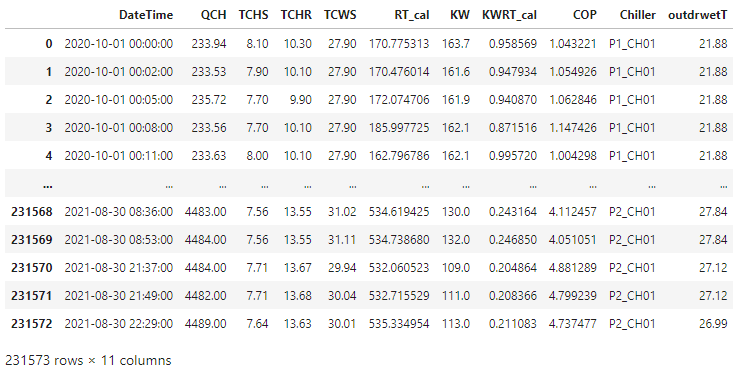 DateTime QCH TCHS TCHR TCWS RT_cal KW KWRT_cal COP Chiller outdrwetT
0 2020-10-01 00:00:00 233.94 8.10 10.30 27.90 170.775313 163.7 0.958569 1.043221 P1_CH01 21.88
1 2020-10-01 00:02:00 233.53 7.90 10.10 27.90 170.476014 161.6 0.947934 1.054926 P1_CH01 21.88
2 2020-10-01 00:05:00 235.72 7.70 9.90 27.90 172.074706 161.9 0.940870 1.062846 P1_CH01 21.88
3 2020-10-01 00:08:00 233.56 7.70 10.10 27.90 185.997725 162.1 0.871516 1.147426 P1_CH01 21.88
4 2020-10-01 00:11:00 233.63 8.00 10.10 27.90 162.796786 162.1 0.995720 1.004298 P1_CH01 21.88
... ... ... ... ... ... ... ... ... ... ... ...
231568 2021-08-30 08:36:00 4483.00 7.56 13.55 31.02 534.619425 130.0 0.243164 4.112457 P2_CH01 27.84
231569 2021-08-30 08:53:00 4484.00 7.56 13.55 31.11 534.738680 132.0 0.246850 4.051051 P2_CH01 27.84
231570 2021-08-30 21:37:00 4484.00 7.71 13.67 29.94 532.060523 109.0 0.204864 4.881289 P2_CH01 27.12
231571 2021-08-30 21:49:00 4482.00 7.71 13.68 30.04 532.715529 111.0 0.208366 4.799239 P2_CH01 27.12
231572 2021-08-30 22:29:00 4489.00 7.64 13.63 30.01 535.334954 113.0 0.211083 4.737477 P2_CH01 26.99
231573 rows × 11 columns